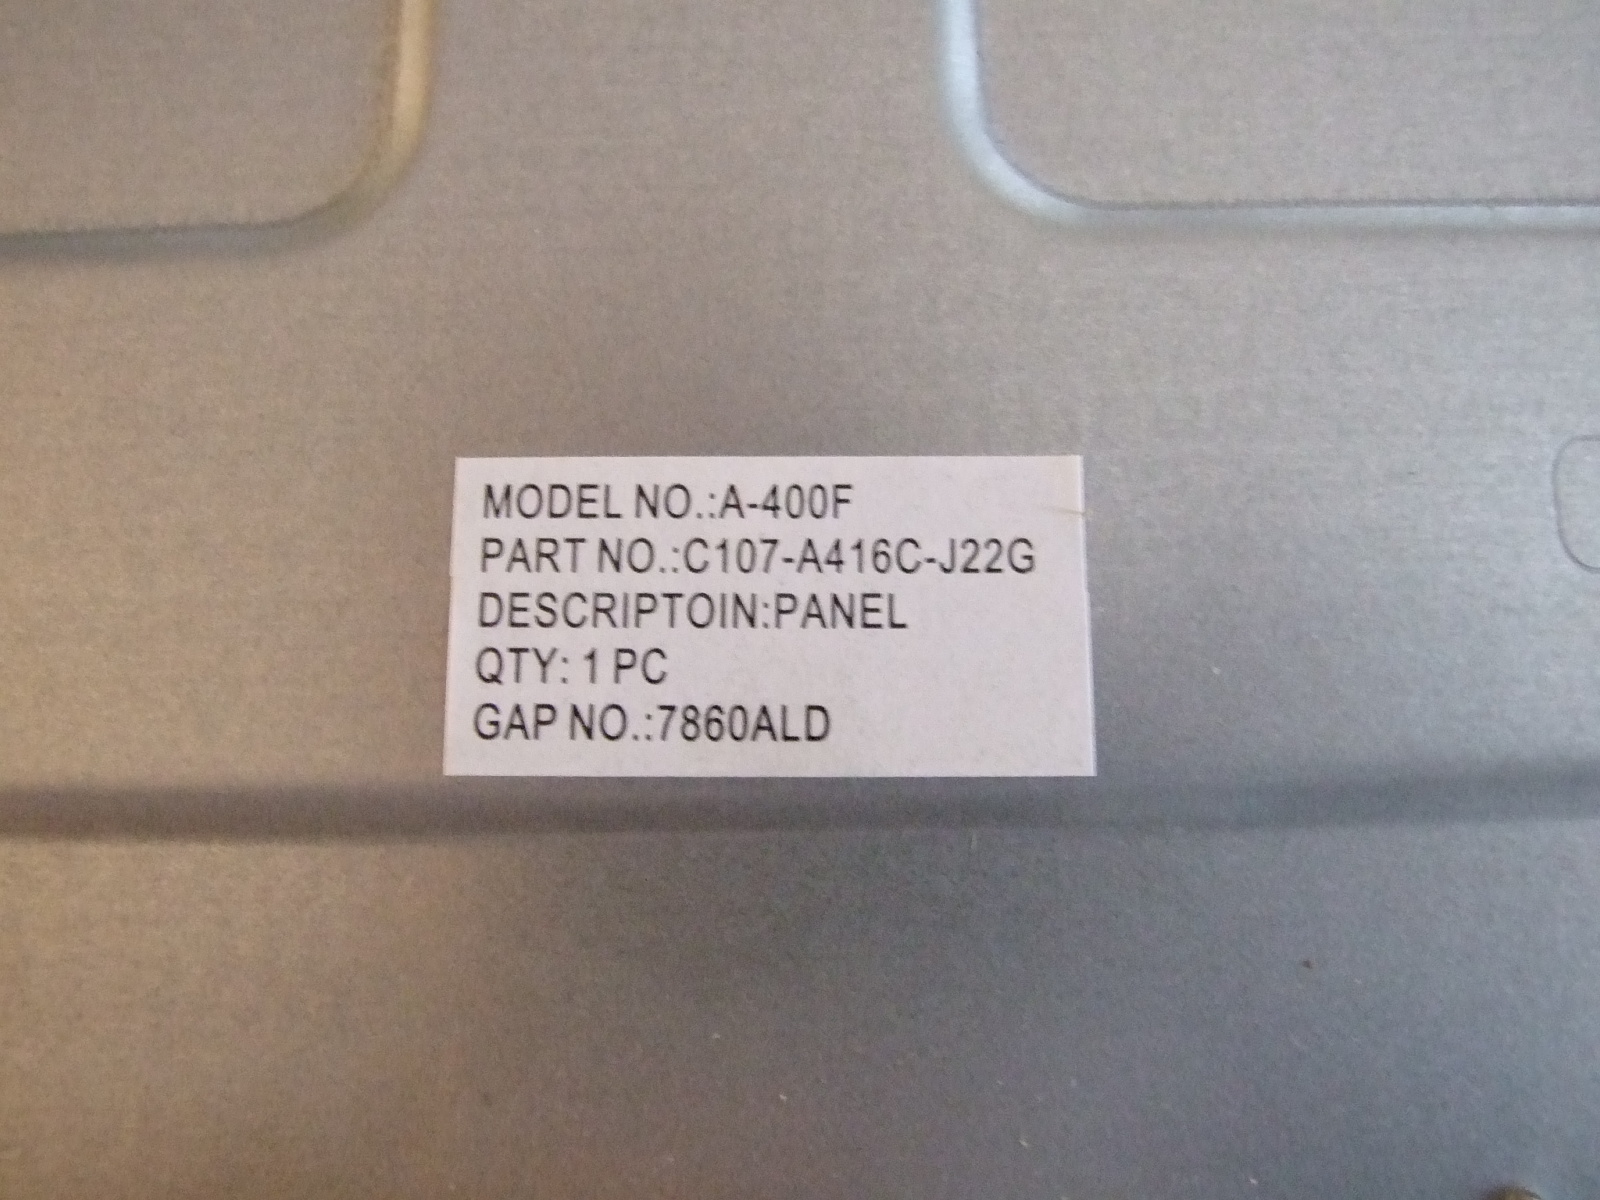 MODEL NO.:A-400F
PART NO.:C107-A416C-J22G
DESCRIPTOIN:PANEL
QTY: 1 PC
GAP NO.:7860ALD